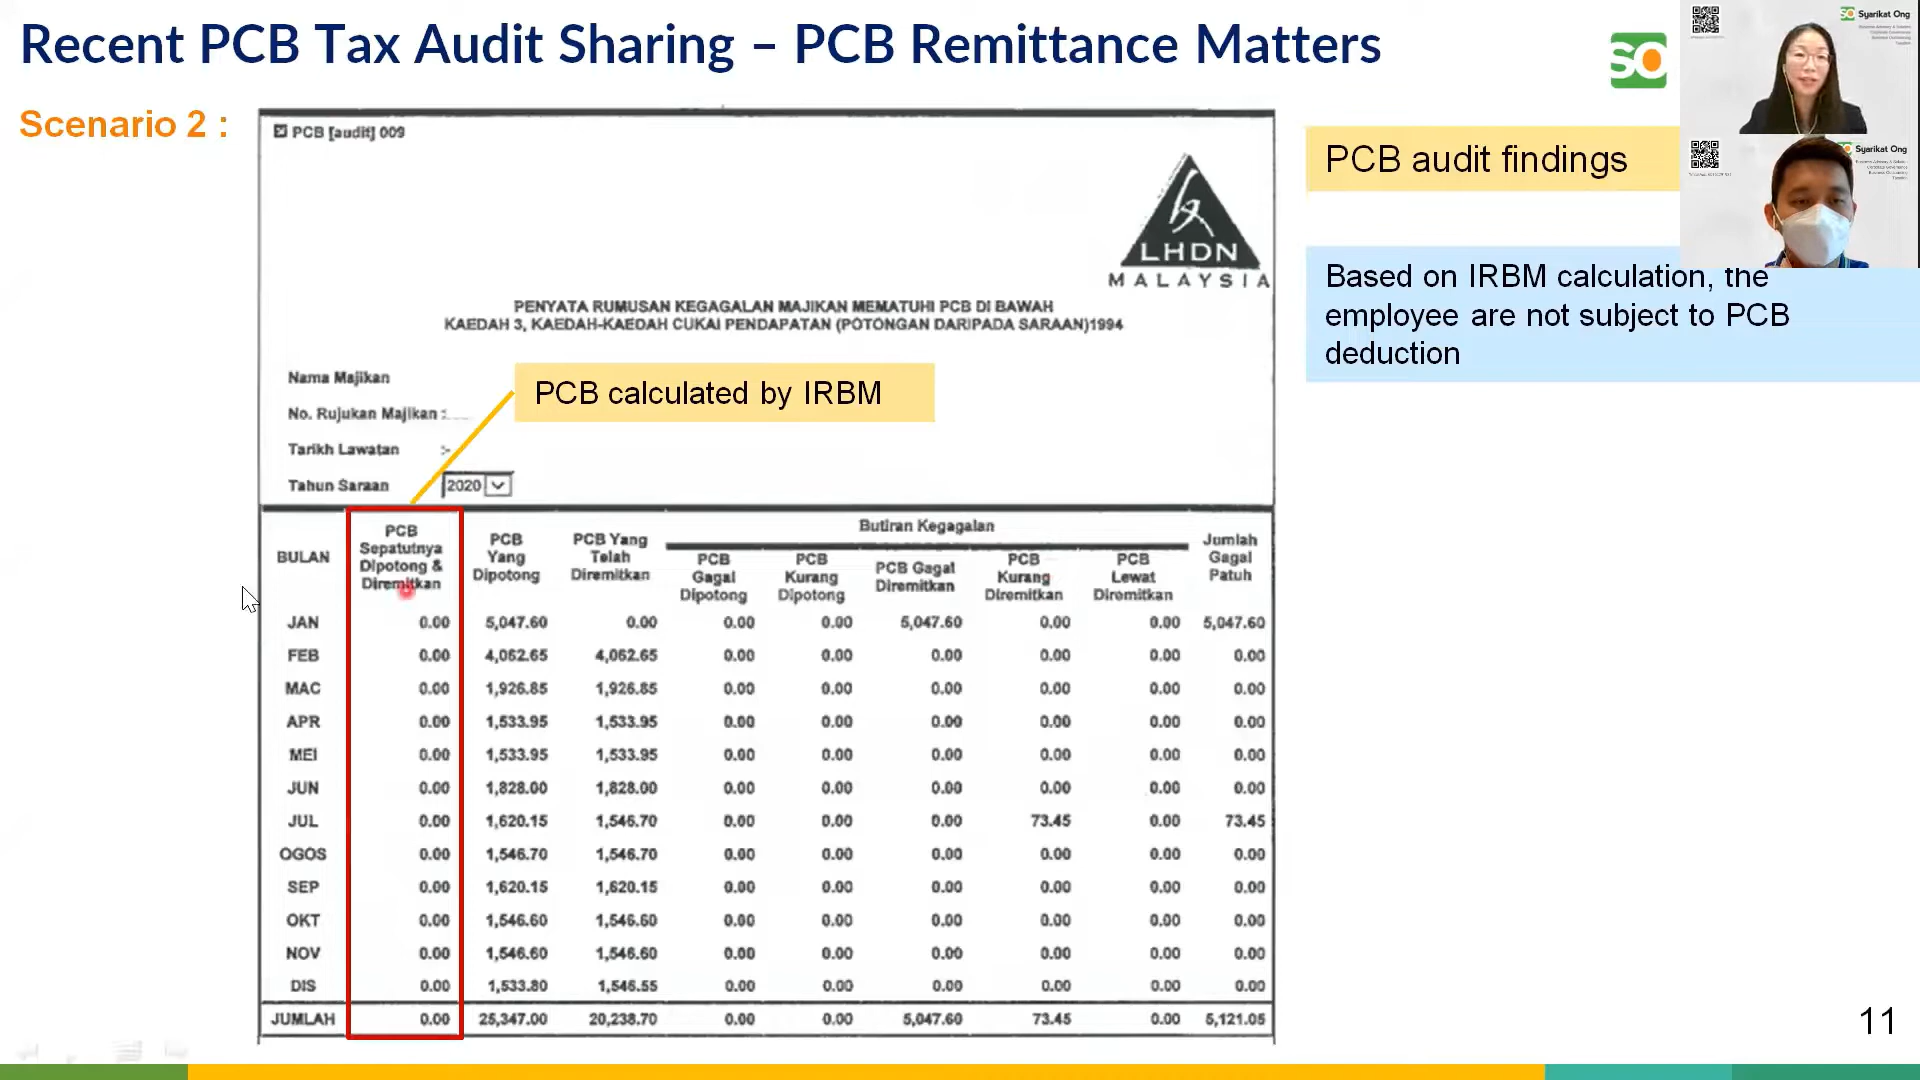 Recent PCB Tax Audit Sharing – PCB Remittance Matters
SO
Syarikat Ong
Syarikat Ong
Scenario 2 :
PCB [audit] 009
LHDN
MALAYSIA
PENYATA RUMUSAN KEGAGALAN MAJIKAN MEMATUHI PCB DI BAWAH
KAEDAH 3, KAEDAH-KAEDAH CUKAI PENDAPATAN (POTONGAN DARIPADA SARAAN)1994
Nama Majikan
No. Rujukan Majikan :
Tarikh Lawatan :-
Tahun Saraan 2020
PCB calculated by IRBM
PCB audit findings
Based on IRBM calculation, the
employee are not subject to PCB
deduction
BULAN
PCB
Sepatutnya
Dipotong &
Diremitkan
PCB
Yang
Dipotong
PCB Yang
Telah
Diremitkan
Butiran Kegagalan
PCB
Gagal
Dipotong
PCB
Kurang
Dipotong
PCB Gagal
Diremitkan
PCB
Kurang
Diremitkan
PCB
Lewat
Diremitkan
Jumlah
Gagal
Patuh
JAN 0.00 5,047.60 0.00 0.00 0.00 5,047.60 0.00 0.00 5,047.60
FEB 0.00 4,062.65 4,062.65 0.00 0.00 0.00 0.00 0.00 0.00
MAC 0.00 1,926.85 1,926.85 0.00 0.00 0.00 0.00 0.00 0.00
APR 0.00 1,533.95 1,533.95 0.00 0.00 0.00 0.00 0.00 0.00
MEI 0.00 1,533.95 1,533.95 0.00 0.00 0.00 0.00 0.00 0.00
JUN 0.00 1,828.00 1,828.00 0.00 0.00 0.00 0.00 0.00 0.00
JUL 0.00 1,620.15 1,546.70 0.00 0.00 0.00 73.45 0.00 73.45
OGOS 0.00 1,546.70 1,546.70 0.00 0.00 0.00 0.00 0.00 0.00
SEP 0.00 1,620.15 1,620.15 0.00 0.00 0.00 0.00 0.00 0.00
OKT 0.00 1,546.60 1,546.60 0.00 0.00 0.00 0.00 0.00 0.00
NOV 0.00 1,546.60 1,546.60 0.00 0.00 0.00 0.00 0.00 0.00
DIS 0.00 1,533.80 1,546.55 0.00 0.00 0.00 0.00 0.00 0.00
JUMLAH 0.00 25,347.00 20,238.70 0.00 0.00 5,047.60 73.45 0.00 5,121.05
11